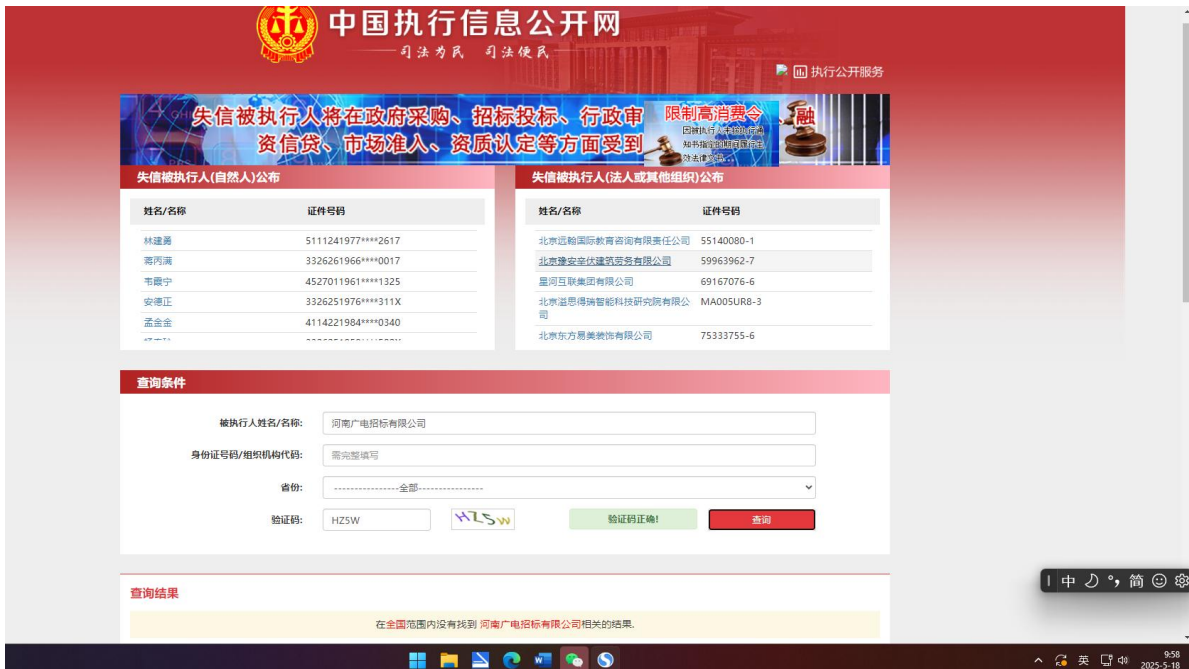 中国执行信息公开网
司法为民 司法便民
执行公开服务
失信被执行人将在政府采购、招标投标、行政审
限制高消费令
、融
资信贷、市场准入、资质认定等方面受到
失信被执行人(自然人)公布
姓名/名称 证件号码
林建勇 5111241977****2617
蒋丙满 3326261966****0017
韦霞宁 4527011961****1325
安德正 3326251976****311X
孟金金 4114221984****0340
失信被执行人(法人或其他组织)公布
姓名/名称 证件号码
北京远翰国际教育咨询有限责任公司 55140080-1
北京豫安辛伏建筑劳务有限公司 59963962-7
星河互联集团有限公司 69167076-6
北京溢思得瑞智能科技研究院有限公 MA005UR8-3
司
北京东方易美装饰有限公司 75333755-6
查询条件
被执行人姓名/名称: 河南广电招标有限公司
身份证号码/组织机构代码: 需完整填写
省份: ----------------全部----------------
验证码: HZ5W HZ5W 验证码正确! 查询
中 °, 简
查询结果
在全国范围内没有找到 河南广电招标有限公司相关的结果.
英 9:58
2025-5-18